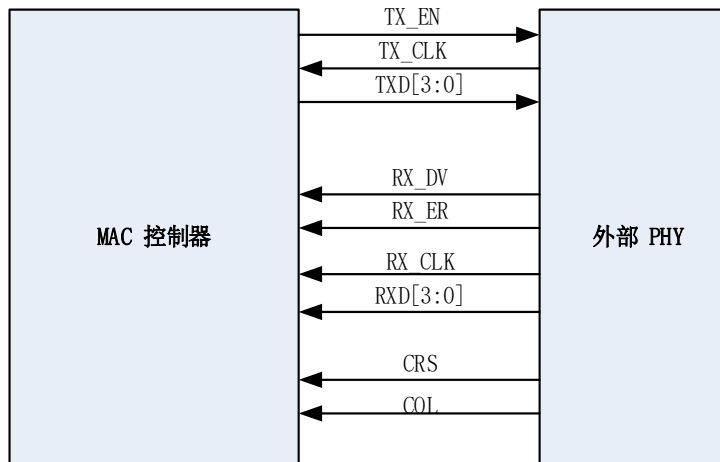 TX_EN
TX_CLK
TXD[3:0]
RX_DV
RX_ER
MAC 控制器
外部 PHY
RX_CLK
RXD[3:0]
CRS
COL